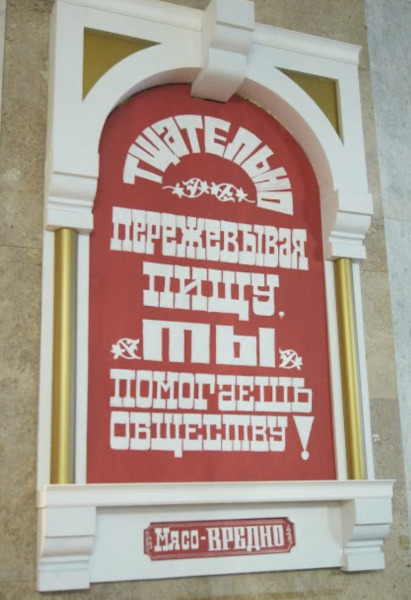 ТЩАТЕЛЬНО
ПЕРЕЖЕВЫВАЯ
ПИЩУ,
ТЫ
ПОМОГАЕШЬ
ОБЩЕСТВУ!
МЯСО-ВРЕДНО